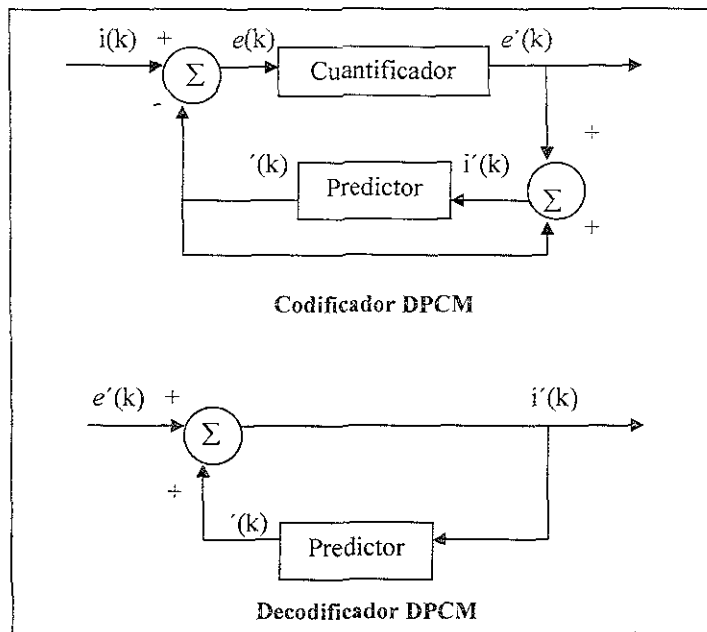 i(k) + e(k) e´(k)
Σ Cuantificador
-
÷
´(k) i´(k)
Predictor Σ
+
Codificador DPCM
e´(k) + i´(k)
Σ
÷
´(k)
Predictor
Decodificador DPCM